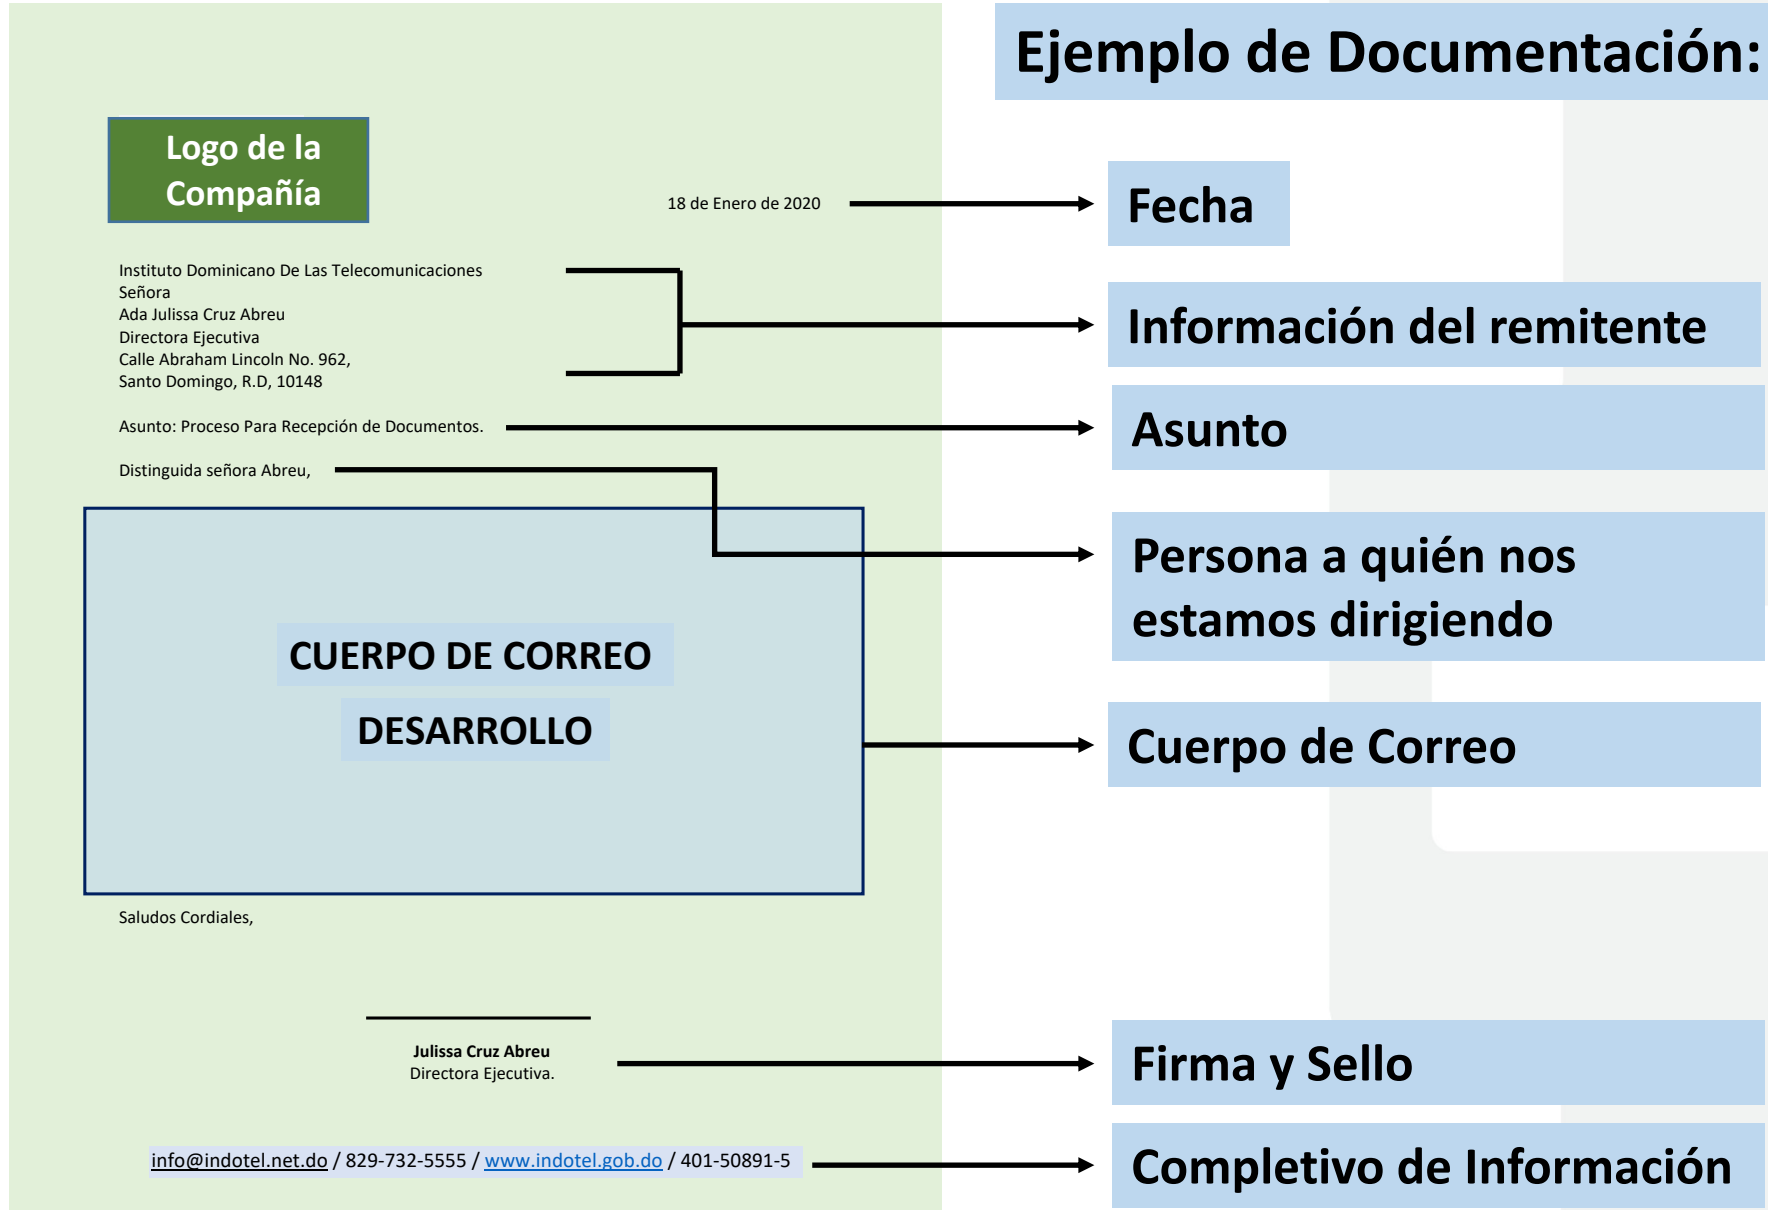 Ejemplo de Documentación:
Logo de la
Compañía
18 de Enero de 2020
Fecha
Instituto Dominicano De Las Telecomunicaciones
Señora
Ada Julissa Cruz Abreu
Directora Ejecutiva
Calle Abraham Lincoln No. 962,
Santo Domingo, R.D, 10148
Información del remitente
Asunto: Proceso Para Recepción de Documentos.
Asunto
Distinguida señora Abreu,
Persona a quién nos
estamos dirigiendo
CUERPO DE CORREO
DESARROLLO
Cuerpo de Correo
Saludos Cordiales,
Julissa Cruz Abreu
Directora Ejecutiva.
Firma y Sello
info@indotel.net.do / 829-732-5555 / www.indotel.gob.do / 401-50891-5
Completivo de Información